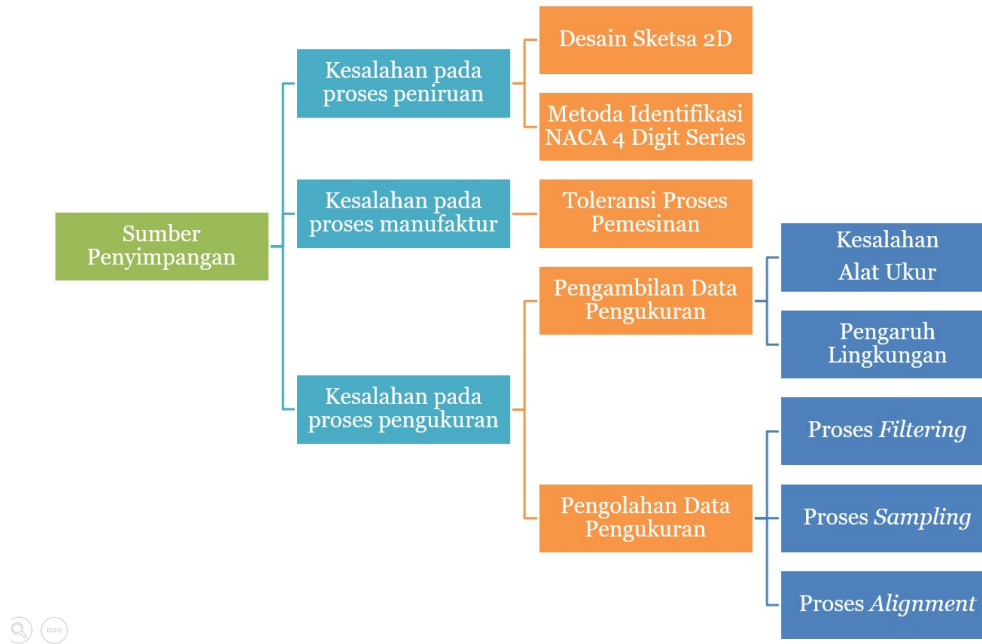 Sumber
Penyimpangan
Kesalahan pada
proses peniruan
Desain Sketsa 2D
Metoda Identifikasi
NACA 4 Digit Series
Kesalahan pada
proses manufaktur
Toleransi Proses
Pemesinan
Kesalahan pada
proses pengukuran
Pengambilan Data
Pengukuran
Kesalahan
Alat Ukur
Pengaruh
Lingkungan
Pengolahan Data
Pengukuran
Proses Filtering
Proses Sampling
Proses Alignment